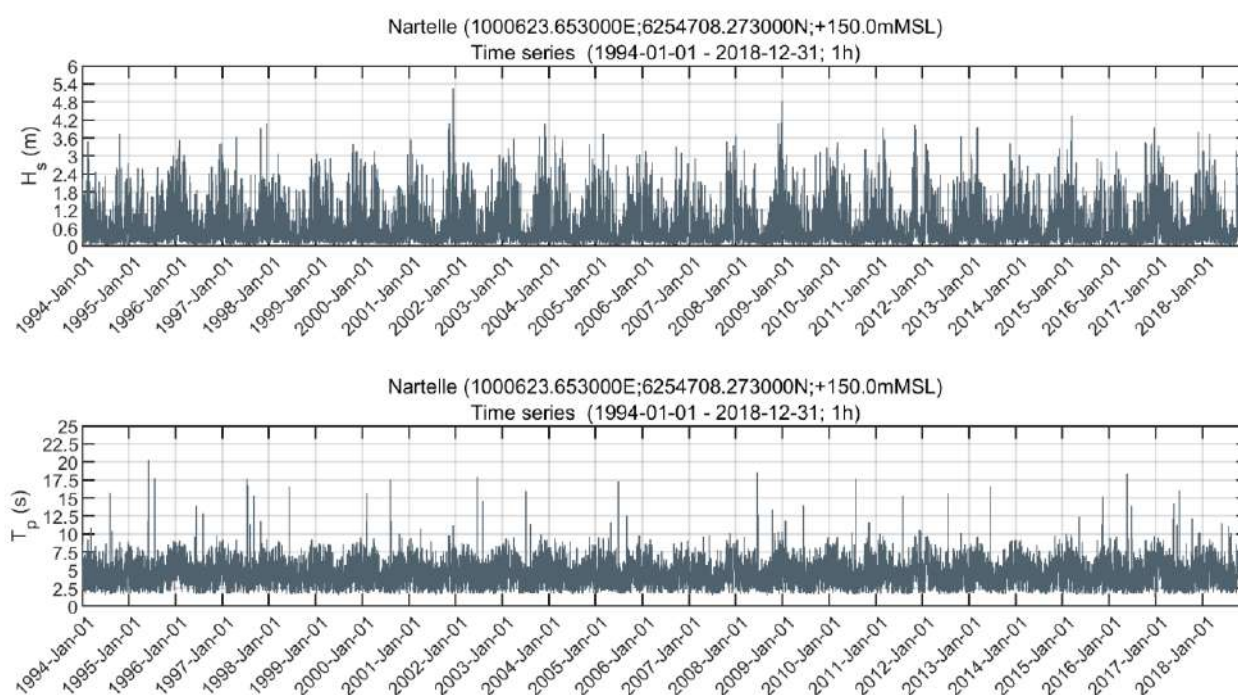 Nartelle (1000623.653000E;6254708.273000N;+150.0mMSL)
Time series (1994-01-01 - 2018-12-31; 1h)
H_s (m)
6
5.4
4.8
4.2
3.6
3
2.4
1.8
1.2
0.6
0
1994-Jan-01
1995-Jan-01
1996-Jan-01
1997-Jan-01
1998-Jan-01
1999-Jan-01
2000-Jan-01
2001-Jan-01
2002-Jan-01
2003-Jan-01
2004-Jan-01
2005-Jan-01
2006-Jan-01
2007-Jan-01
2008-Jan-01
2009-Jan-01
2010-Jan-01
2011-Jan-01
2012-Jan-01
2013-Jan-01
2014-Jan-01
2015-Jan-01
2016-Jan-01
2017-Jan-01
2018-Jan-01
Nartelle (1000623.653000E;6254708.273000N;+150.0mMSL)
Time series (1994-01-01 - 2018-12-31; 1h)
T_p (s)
25
22.5
20
17.5
15
12.5
10
7.5
5
2.5
0
1994-Jan-01
1995-Jan-01
1996-Jan-01
1997-Jan-01
1998-Jan-01
1999-Jan-01
2000-Jan-01
2001-Jan-01
2002-Jan-01
2003-Jan-01
2004-Jan-01
2005-Jan-01
2006-Jan-01
2007-Jan-01
2008-Jan-01
2009-Jan-01
2010-Jan-01
2011-Jan-01
2012-Jan-01
2013-Jan-01
2014-Jan-01
2015-Jan-01
2016-Jan-01
2017-Jan-01
2018-Jan-01